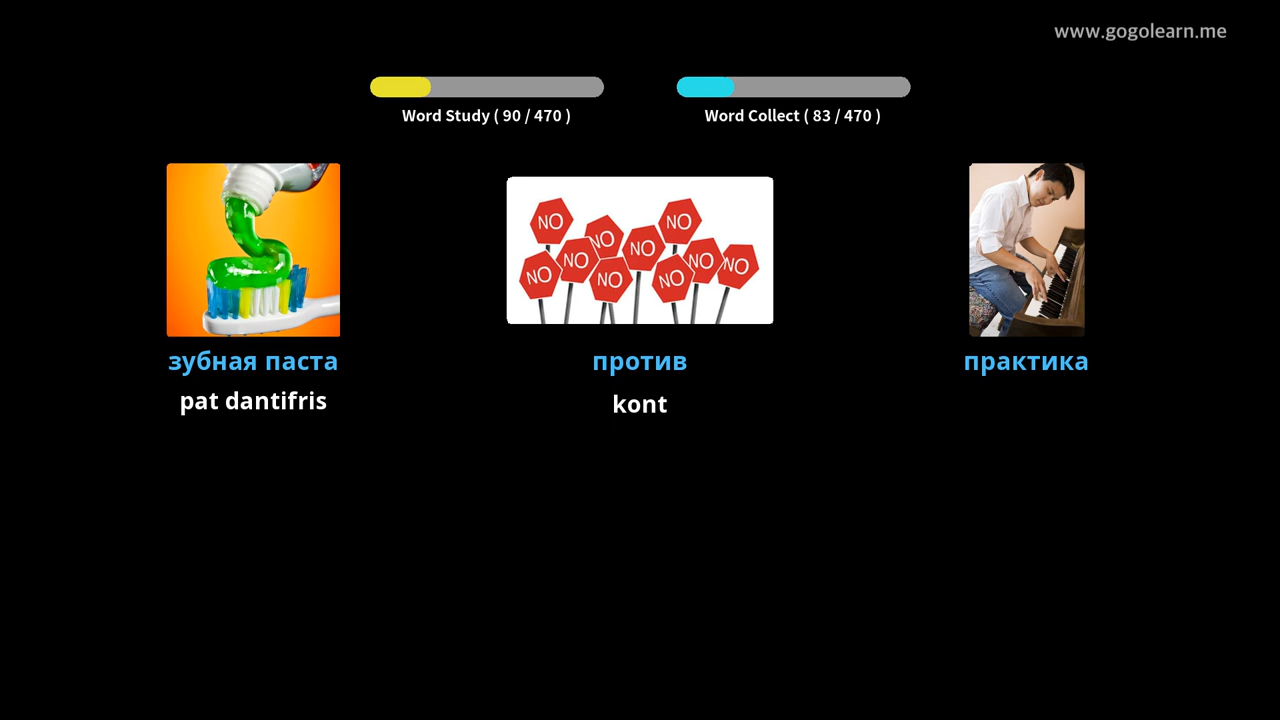 www.gogolearn.me
Word Study ( 90 / 470 )
Word Collect ( 83 / 470 )
NO
NO
NO
NO
NO
NO
NO
NO
NO
NO
зубная паста
против
практика
pat dantifris
kont